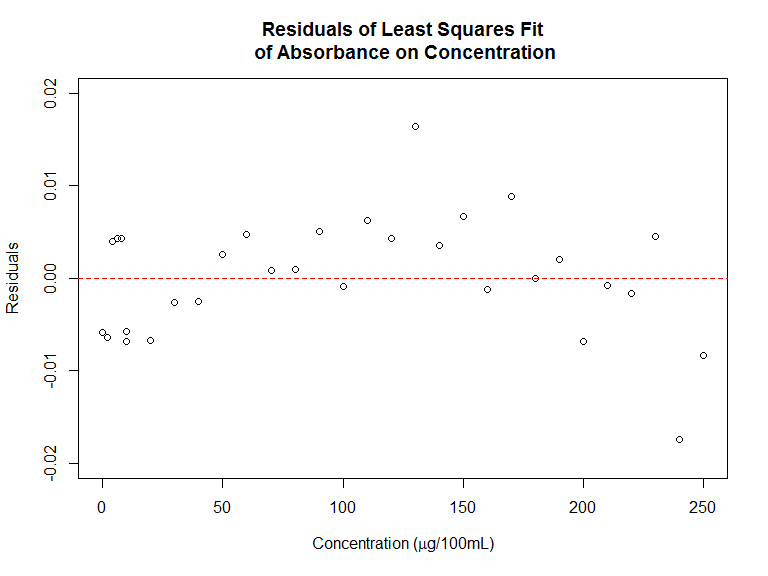 Residuals of Least Squares Fit
of Absorbance on Concentration
0.02
0.01
0.00
-0.01
-0.02
Residuals
0 50 100 150 200 250
Concentration (μg/100mL)